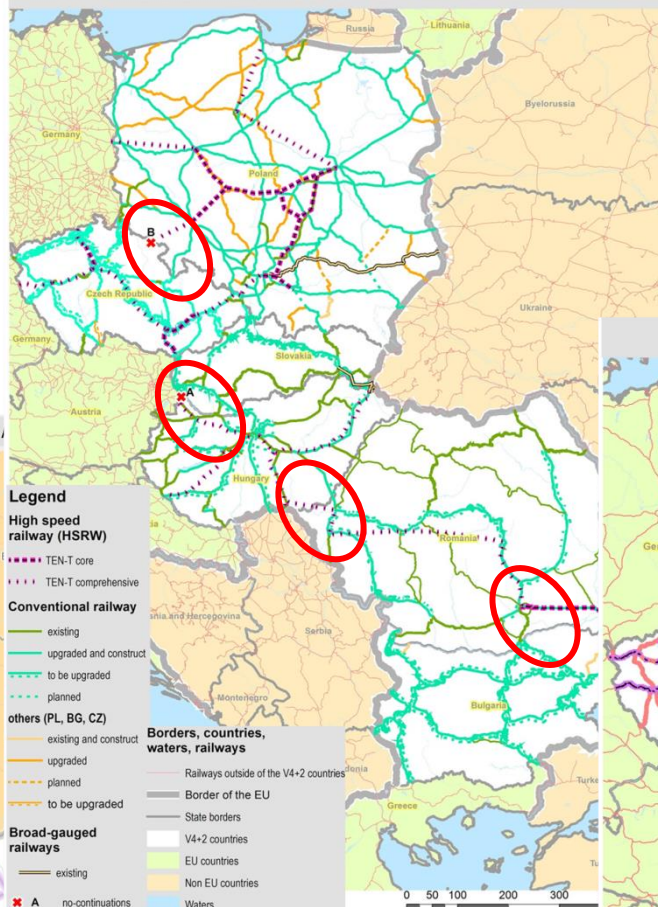 Russia
Lithuania
Byelorussia
Germany
Poland
B
Czech Republic
Ukraine
Germany
Slovakia
Austria
A
Hungary
Romania
Serbia
nia and Hercegovina
Montenegro
Bulgaria
Greece
Legend
High speed
railway (HSRW)
TEN-T core
TEN-T comprehensive
Conventional railway
existing
upgraded and construct
to be upgraded
planned
others (PL, BG, CZ)
existing and construct
upgraded
planned
to be upgraded
Broad-gauged
railways
existing
A no-continuations
Borders, countries,
waters, railways
Railways outside of the V4+2 countries
Border of the EU
State borders
V4+2 countries
EU countries
Non EU countries
Waters
0 50 100 200 300